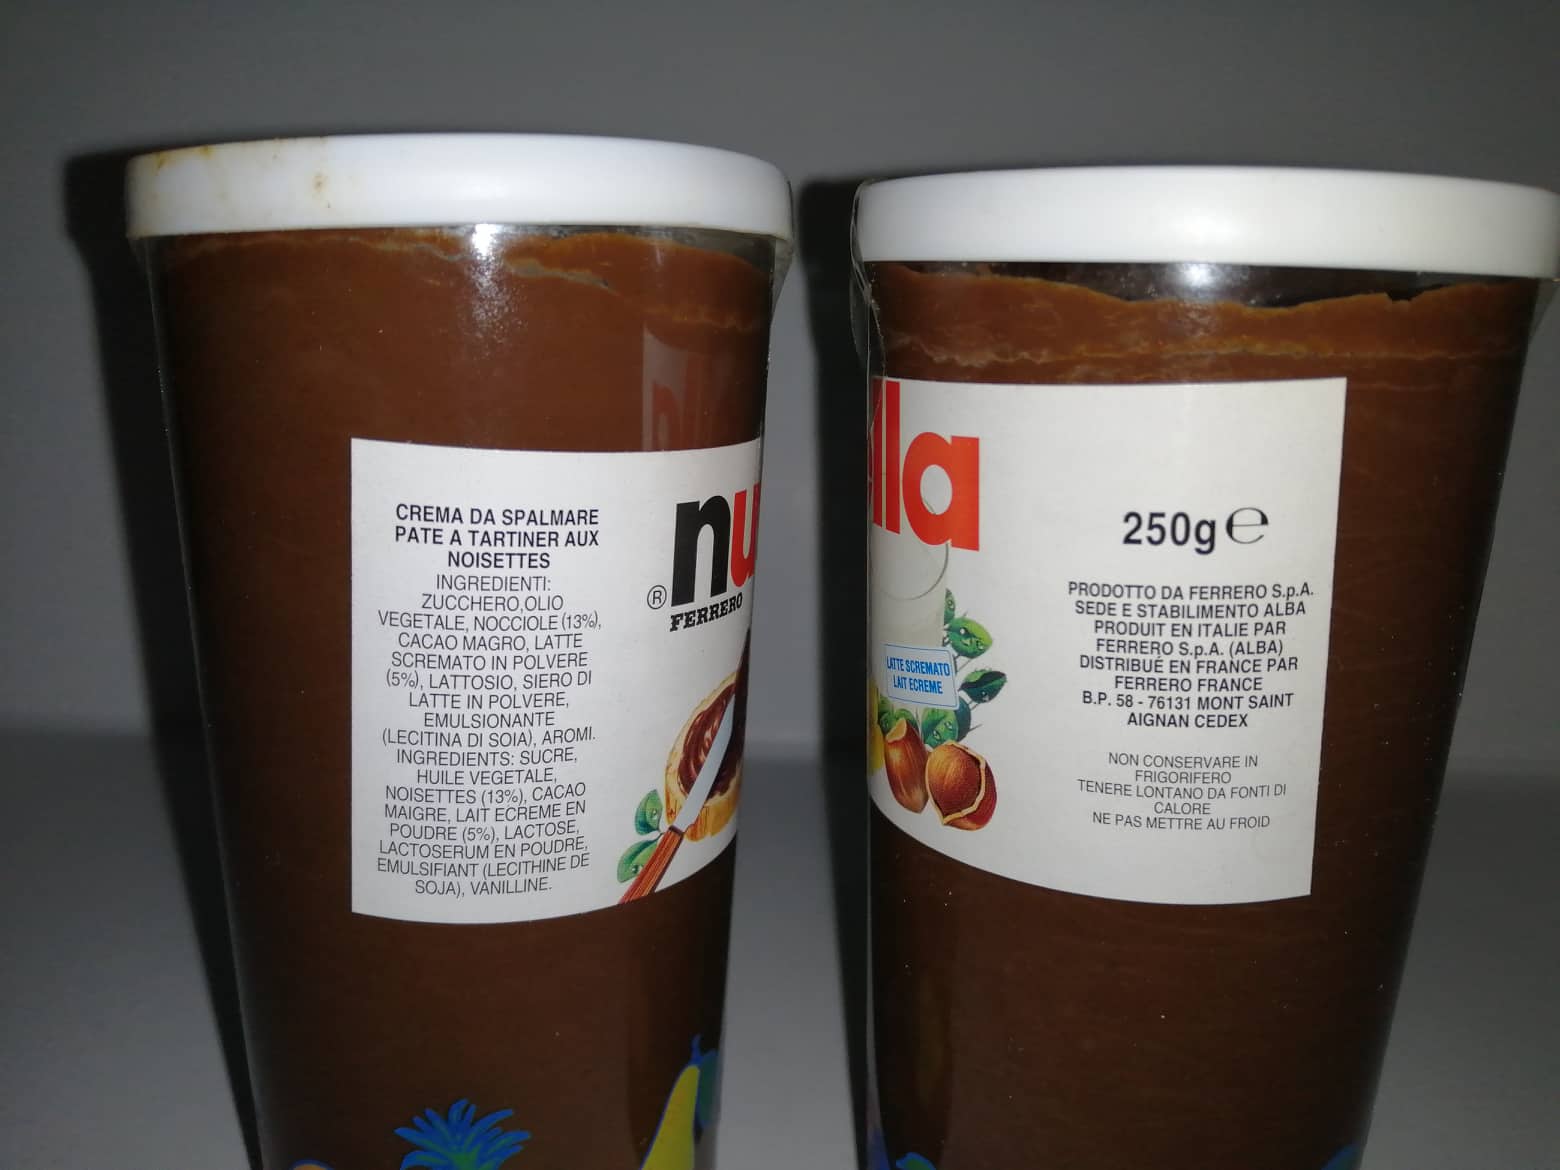 CREMA DA SPALMARE
PATE A TARTINER AUX
NOISETTES
INGREDIENTI:
ZUCCHERO,OLIO
VEGETALE, NOCCIOLE (13%),
CACAO MAGRO, LATTE
SCREMATO IN POLVERE
(5%), LATTOSIO, SIERO DI
LATTE IN POLVERE,
EMULSIONANTE
(LECITINA DI SOIA), AROMI.
INGREDIENTS: SUCRE,
HUILE VEGETALE,
NOISETTES (13%), CACAO
MAIGRE, LAIT ECREME EN
POUDRE (5%), LACTOSE,
LACTOSERUM EN POUDRE,
EMULSIFIANT (LECITHINE DE
SOJA), VANILLINE.
nu
® FERRERO
lla
LATTE SCREMATO
LAIT ECREME
250g ℮
PRODOTTO DA FERRERO S.p.A.
SEDE E STABILIMENTO ALBA
PRODUIT EN ITALIE PAR
FERRERO S.p.A. (ALBA)
DISTRIBUÉ EN FRANCE PAR
FERRERO FRANCE
B.P. 58 - 76131 MONT SAINT
AIGNAN CEDEX
NON CONSERVARE IN
FRIGORIFERO
TENERE LONTANO DA FONTI DI
CALORE
NE PAS METTRE AU FROID